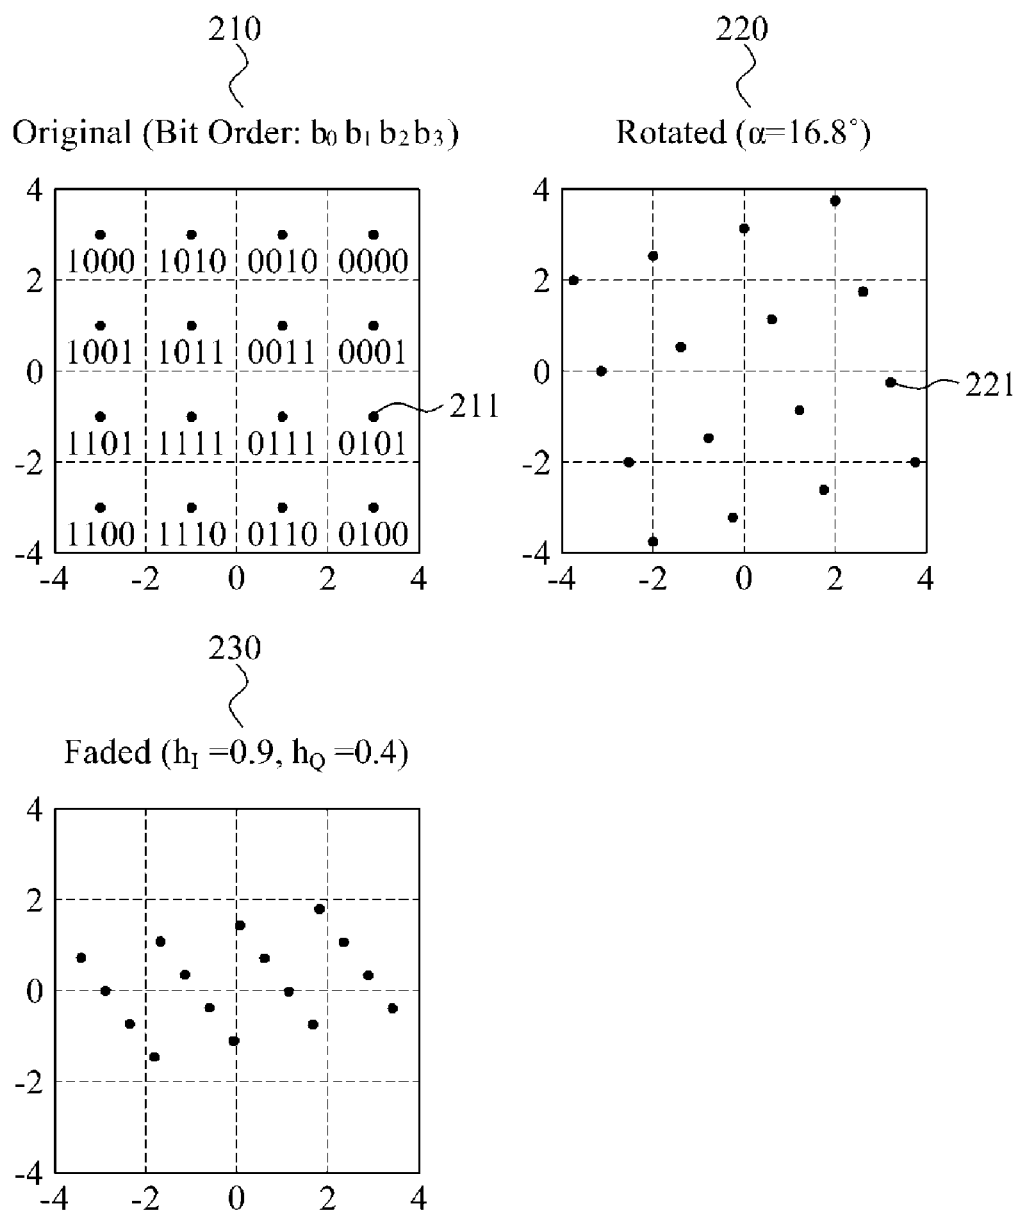 210
Original (Bit Order: b₀ b₁ b₂ b₃)
4
1000 1010 0010 0000
2
1001 1011 0011 0001
0
211
1101 1111 0111 0101
-2
1100 1110 0110 0100
-4
-4 -2 0 2 4
220
Rotated (α=16.8°)
4
2
0
221
-2
-4
-4 -2 0 2 4
230
Faded (h_I =0.9, h_Q =0.4)
4
2
0
-2
-4
-4 -2 0 2 4